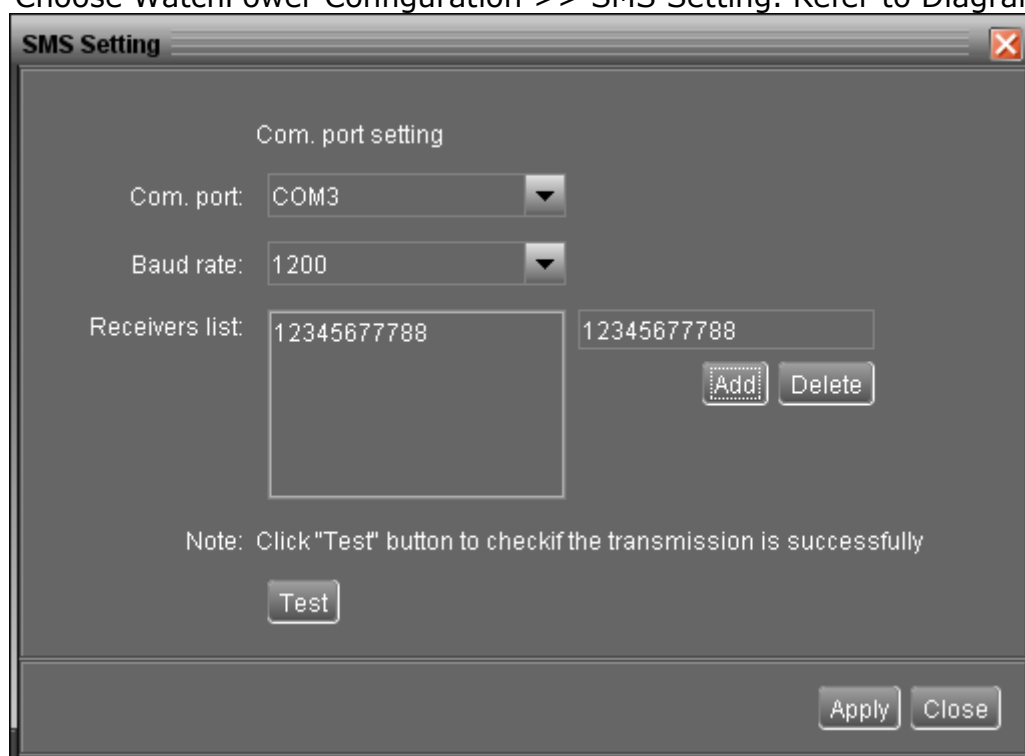 Choose WatchPower Configuration >> SMS Setting. Refer to Diagram
SMS Setting
Com. port setting
Com. port: COM3
Baud rate: 1200
Receivers list: 12345677788 12345677788
Add Delete
Note: Click "Test" button to checkif the transmission is successfully
Test
Apply Close